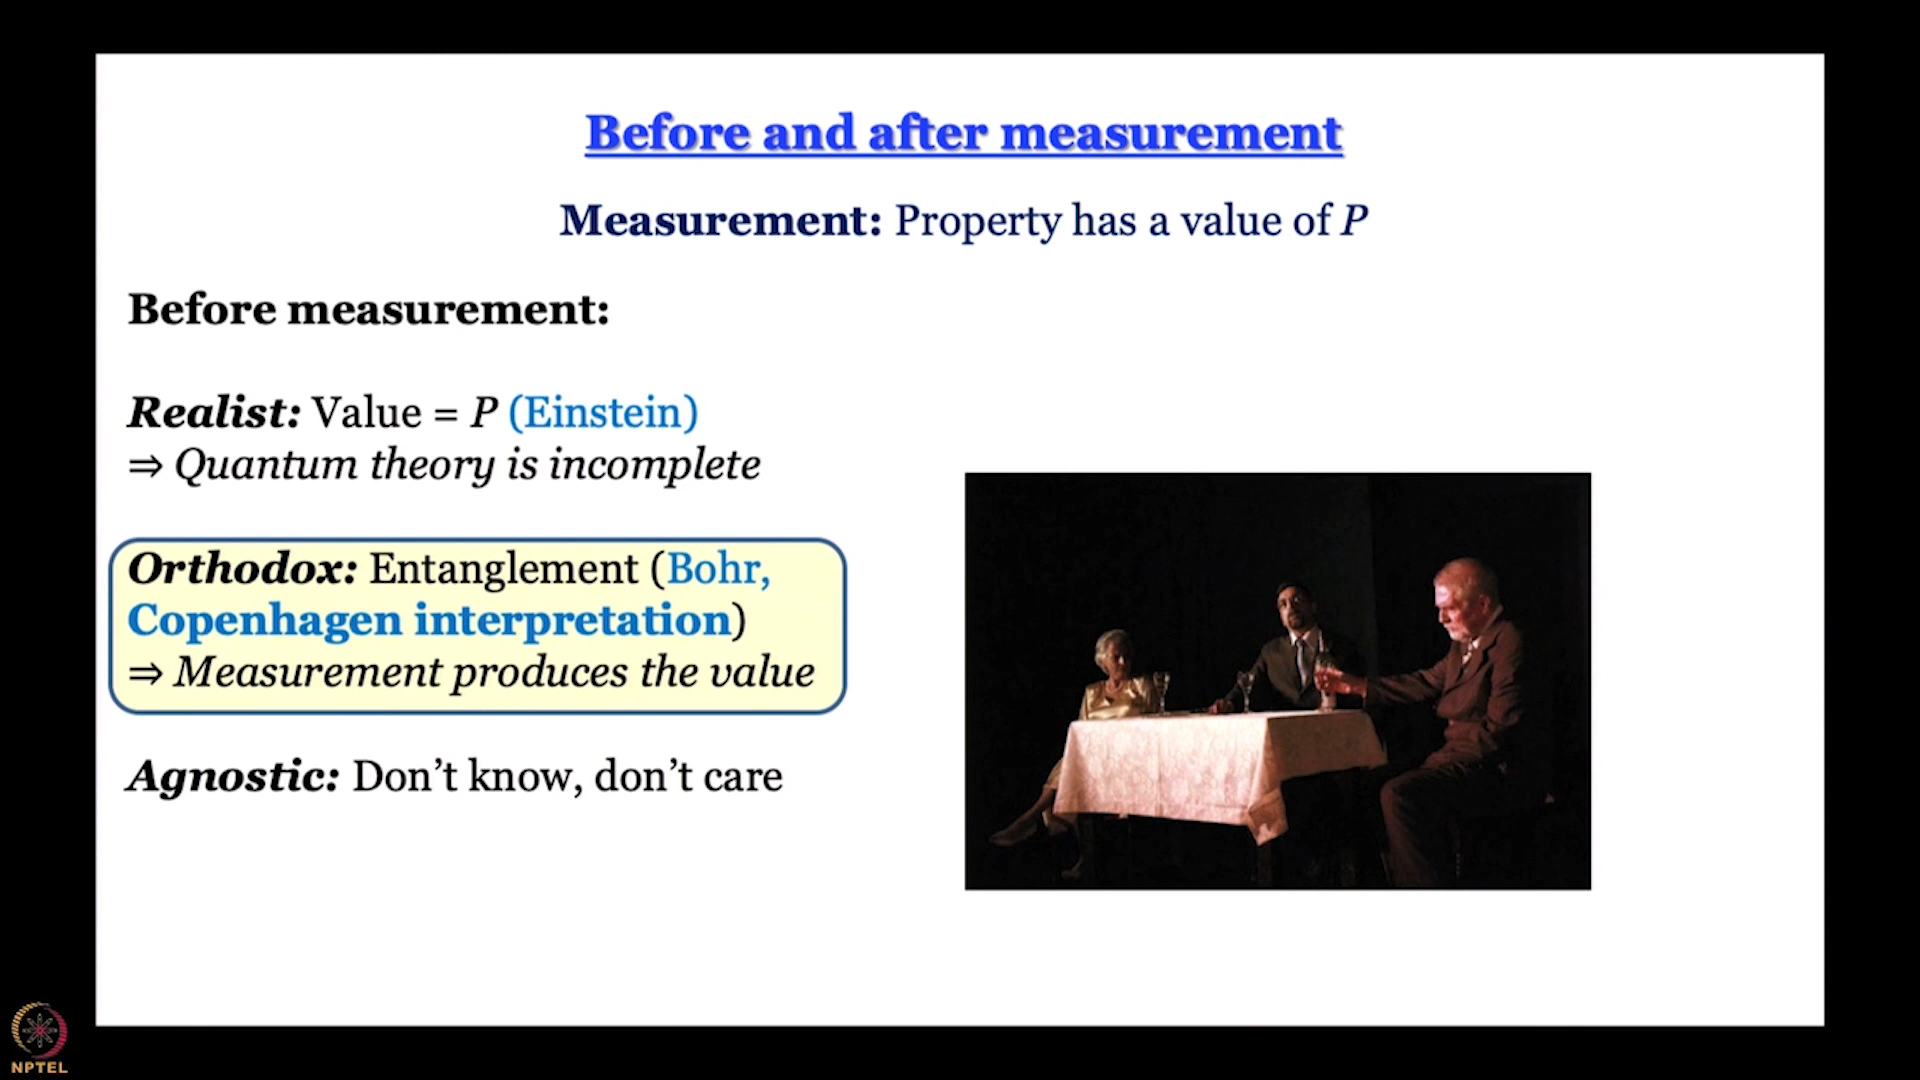 Before and after measurement
Measurement: Property has a value of P
Before measurement:
Realist: Value = P (Einstein)
⇒ Quantum theory is incomplete
Orthodox: Entanglement (Bohr,
Copenhagen interpretation)
⇒ Measurement produces the value
Agnostic: Don’t know, don’t care
NPTEL